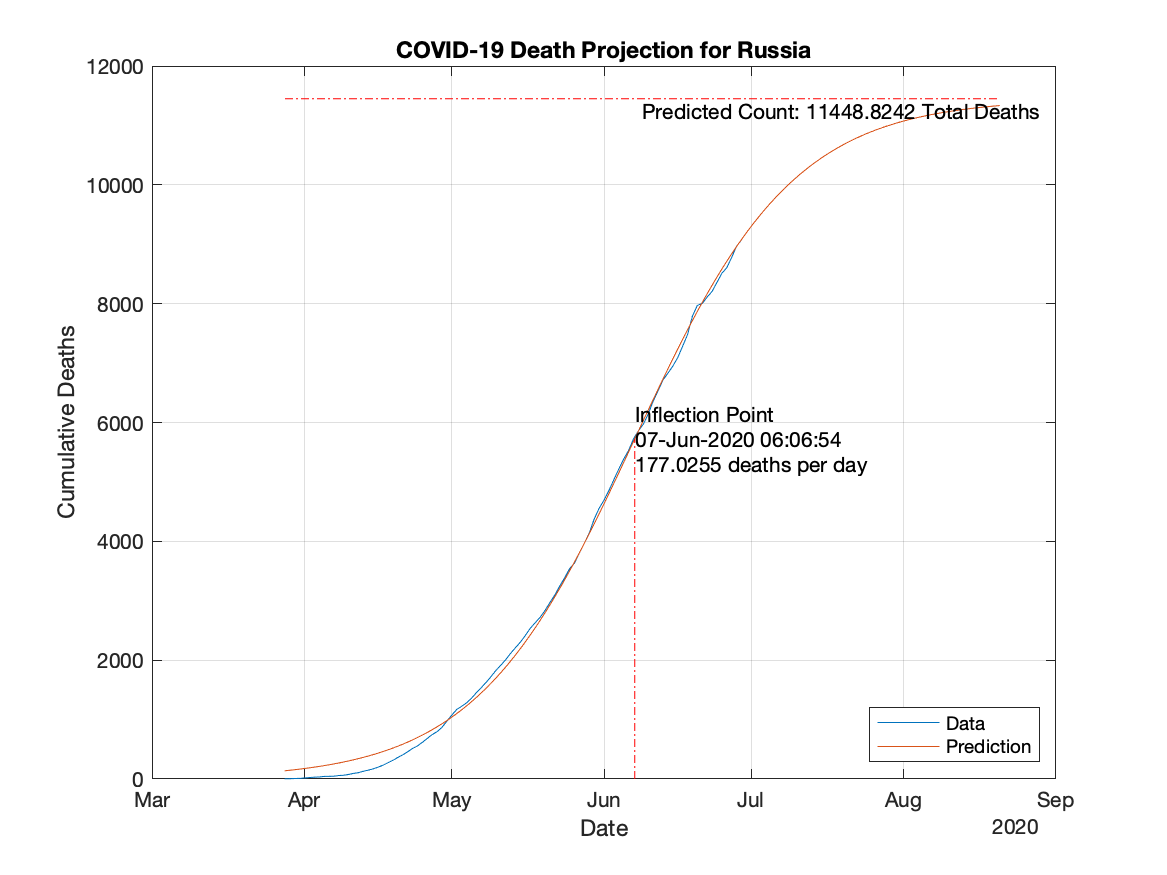 COVID-19 Death Projection for Russia
12000
10000
8000
6000
4000
2000
0
Cumulative Deaths
Predicted Count: 11448.8242 Total Deaths
Inflection Point
07-Jun-2020 06:06:54
177.0255 deaths per day
Data
Prediction
Mar Apr May Jun Jul Aug Sep
Date
2020